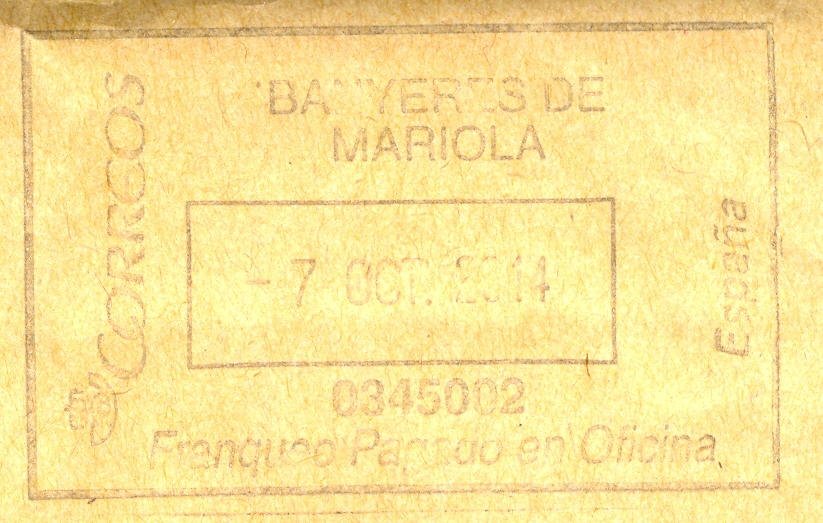 CORREOS
BANYERES DE
MARIOLA
- 7 OCT. 2014
España
0345002
Franqueo Pagado en Oficina